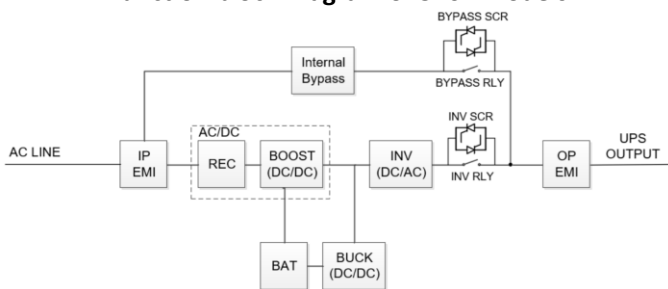 BYPASS SCR
Internal
Bypass
BYPASS RLY
INV SCR
AC/DC
AC LINE
IP
EMI
REC
BOOST
(DC/DC)
INV
(DC/AC)
INV RLY
OP
EMI
UPS
OUTPUT
BAT
BUCK
(DC/DC)